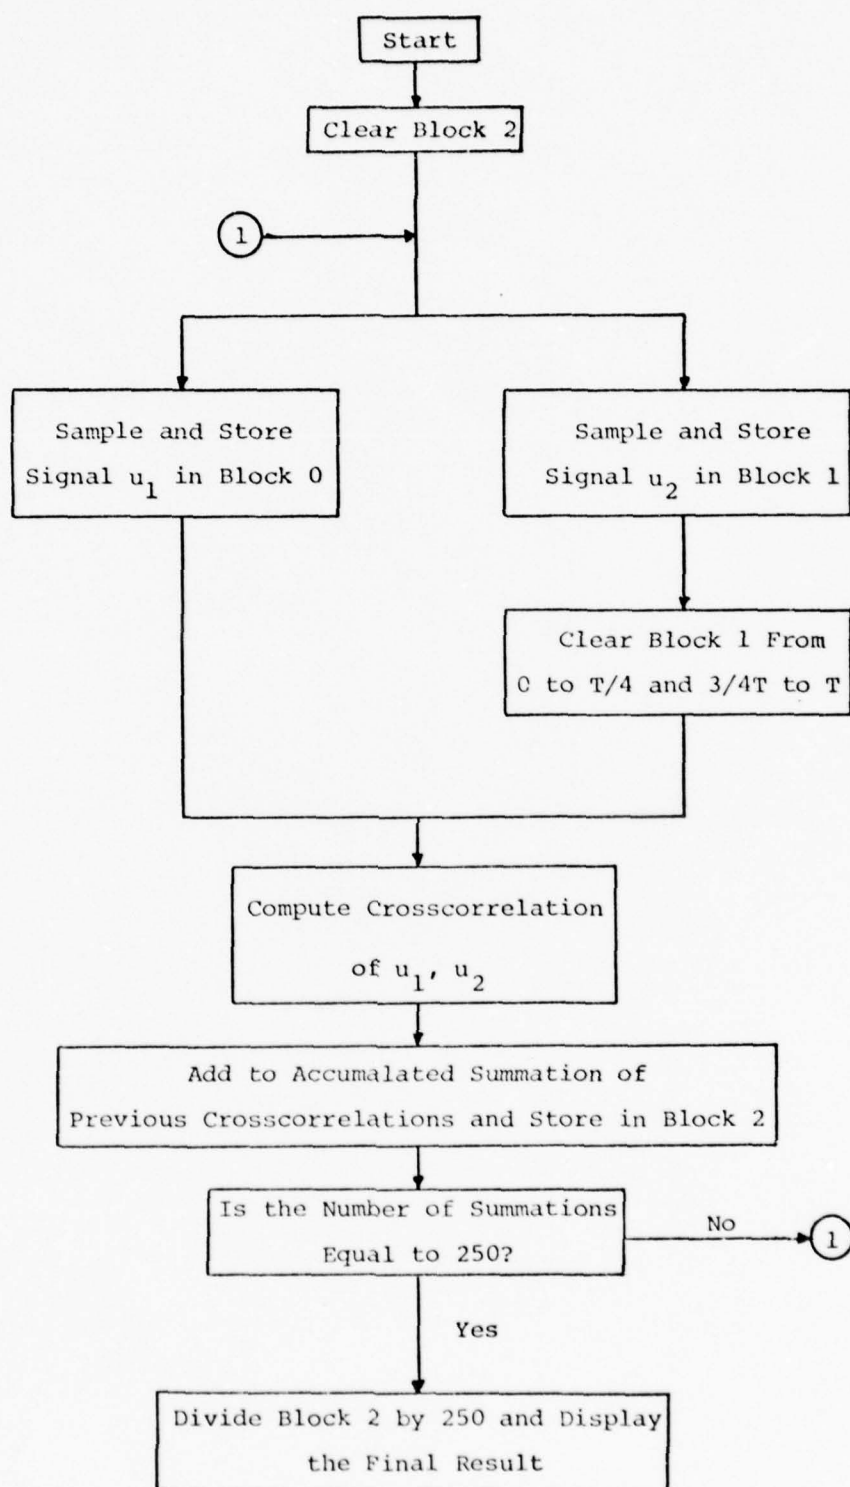 Start
Clear Block 2
1
Sample and Store
Signal u1 in Block 0
Sample and Store
Signal u2 in Block 1
Clear Block 1 From
0 to T/4 and 3/4T to T
Compute Crosscorrelation
of u1, u2
Add to Accumalated Summation of
Previous Crosscorrelations and Store in Block 2
Is the Number of Summations
Equal to 250?
No
1
Yes
Divide Block 2 by 250 and Display
the Final Result